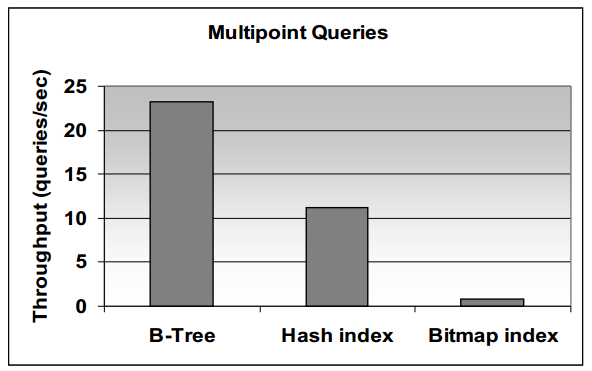 Multipoint Queries
Throughput (queries/sec)
25
20
15
10
5
0
B-Tree Hash index Bitmap index